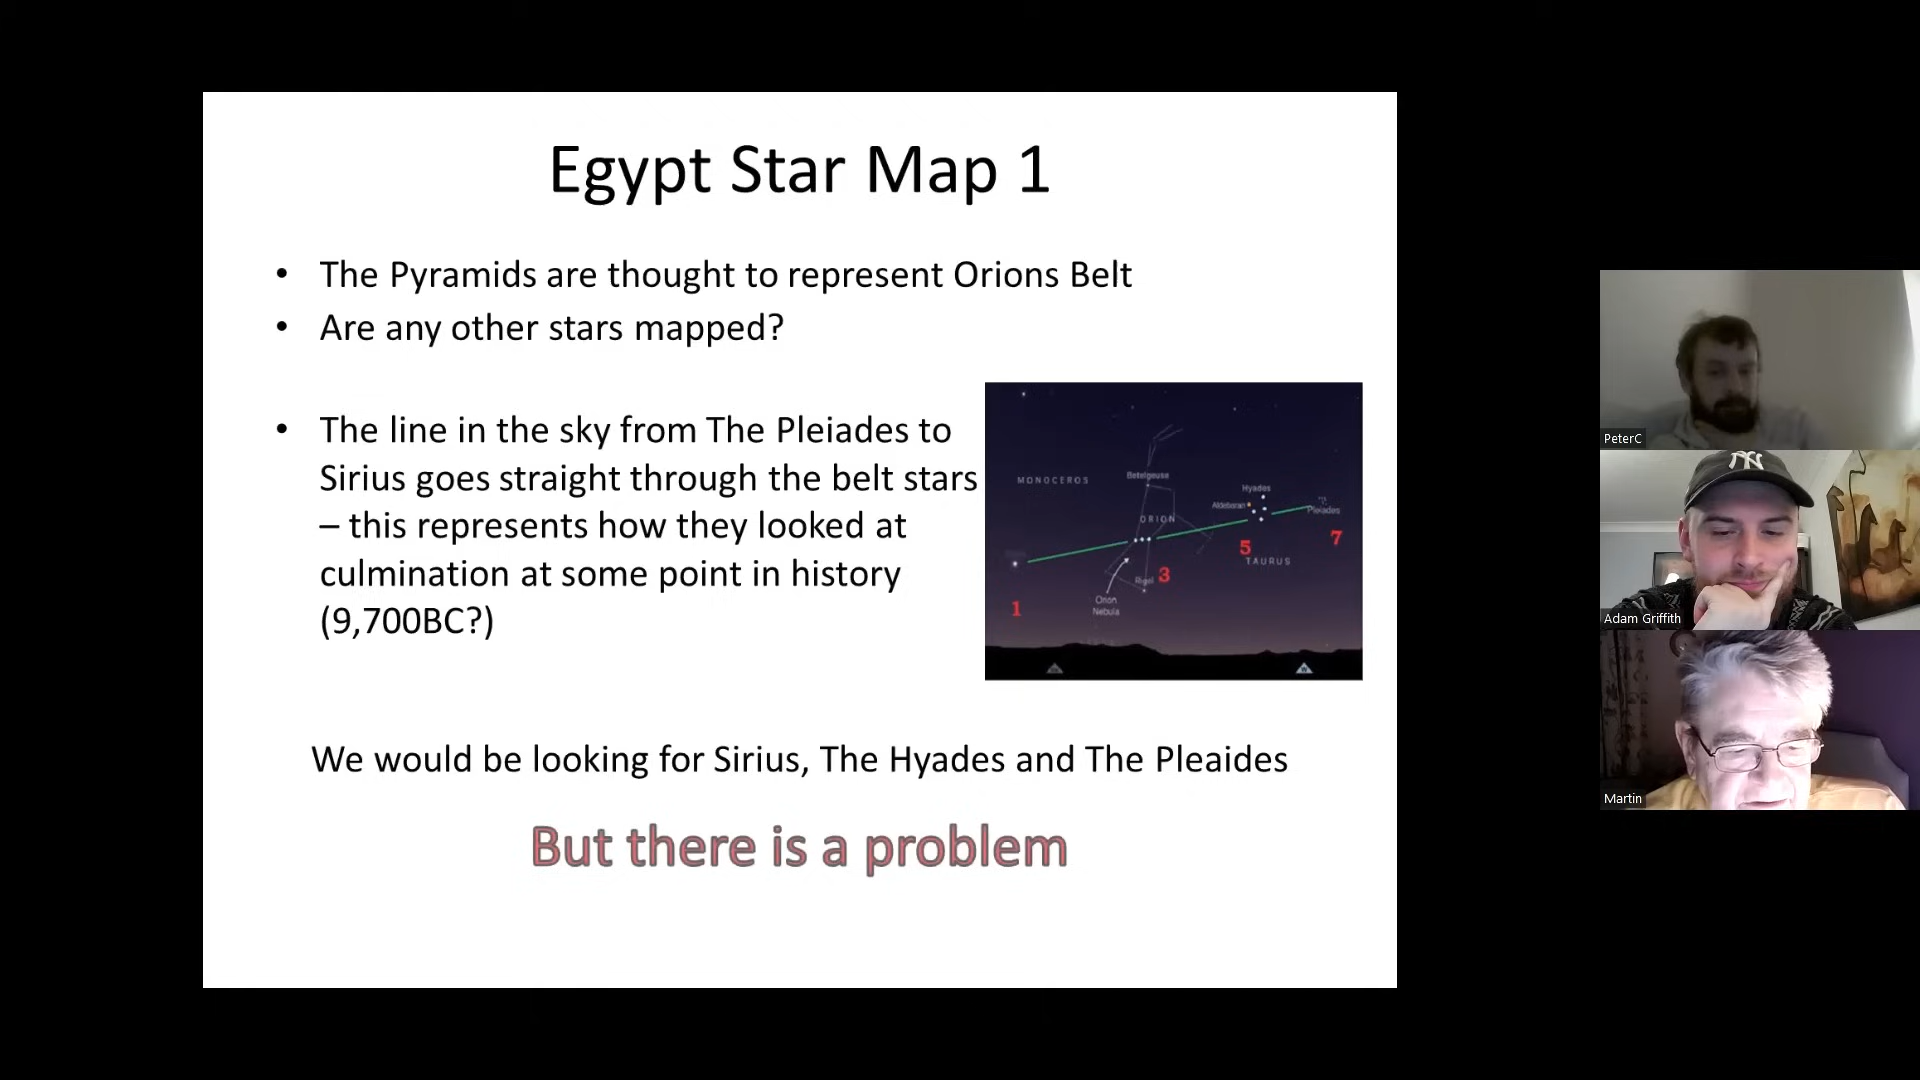 Egypt Star Map 1
• The Pyramids are thought to represent Orions Belt
• Are any other stars mapped?
• The line in the sky from The Pleiades to
Sirius goes straight through the belt stars
– this represents how they looked at
culmination at some point in history
(9,700BC?)
MONOCEROS
Betelgeuse
ORION
Hyades
Aldebaran
Pleiades
5
7
TAURUS
3
Rigel
Orion
Nebula
1
We would be looking for Sirius, The Hyades and The Pleaides
But there is a problem
PeterC
NY
Adam Griffith
Martin